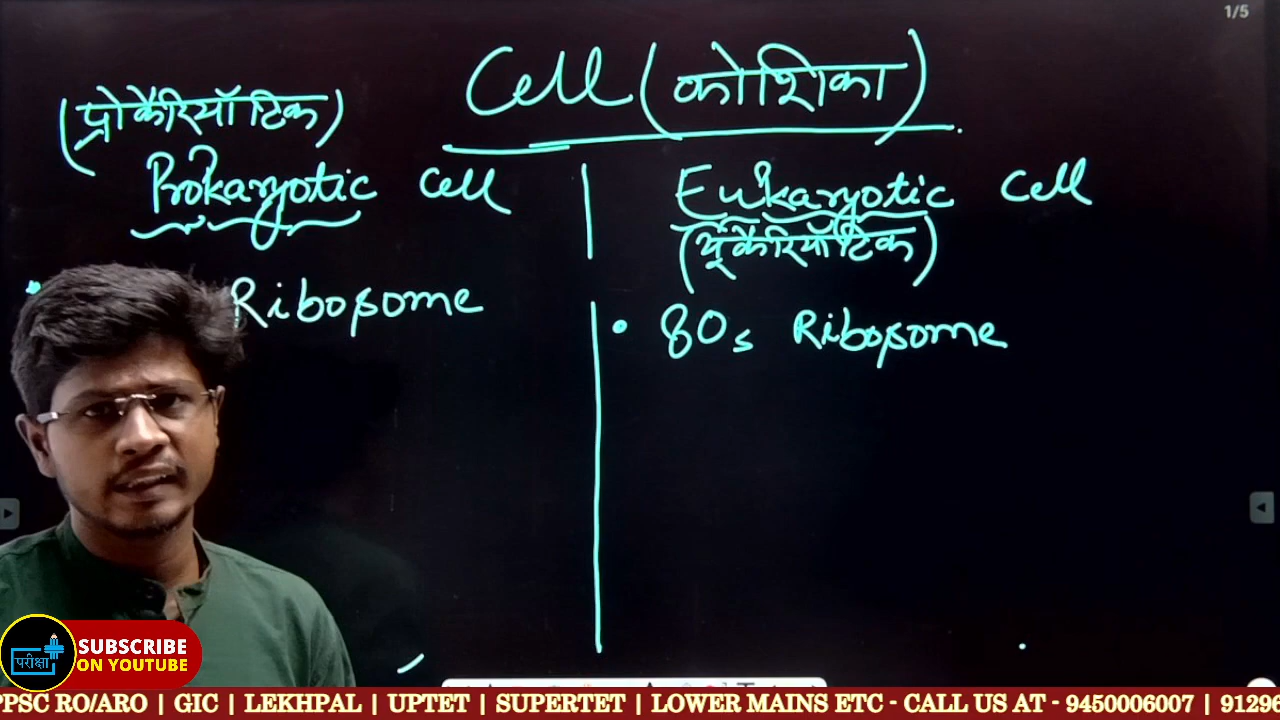 1/5
Cell (कोशिका)
(प्रोकैरियॉटिक)
Prokaryotic Cell
Ribosome
Eukaryotic Cell
(यूकैरियॉटिक)
• 80s Ribosome
परीक्षा
SUBSCRIBE
ON YOUTUBE
PPSC RO/ARO | GIC | LEKHPAL | UPTET | SUPERTET | LOWER MAINS ETC - CALL US AT - 9450006007 | 91296